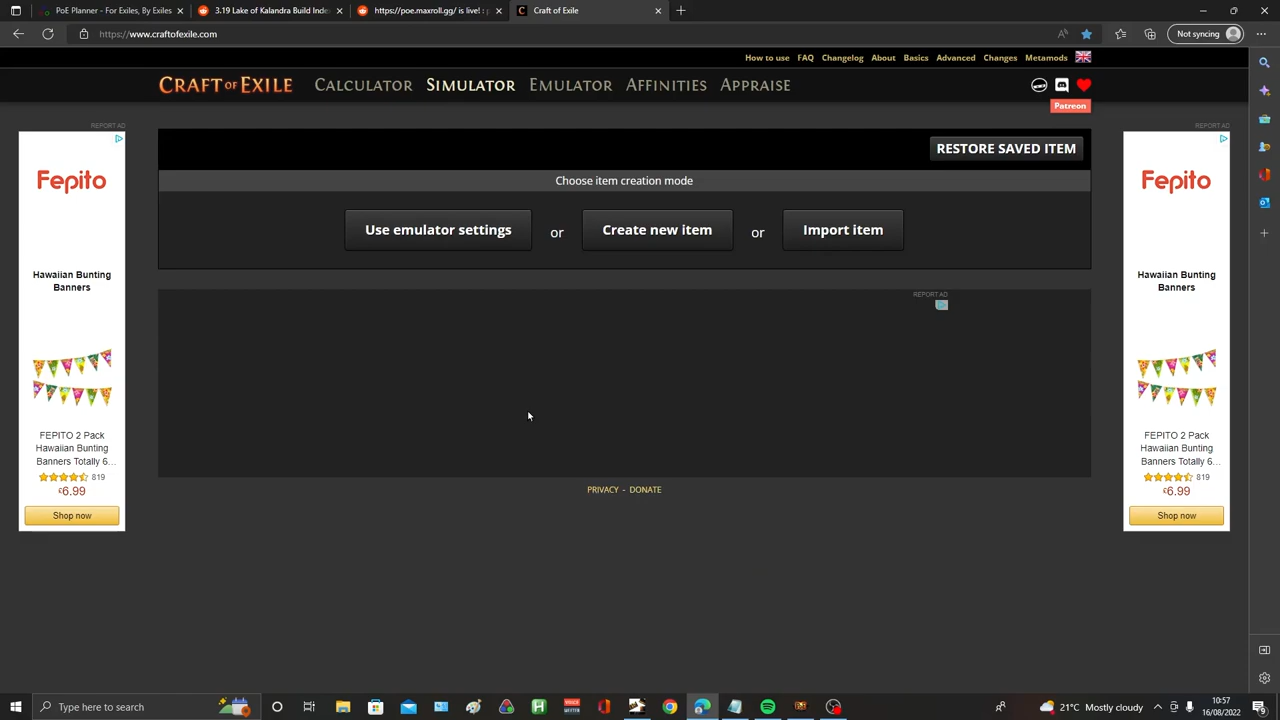 PoE Planner - For Exiles, By Exiles
3.19 Lake of Kalandra Build Inde
https://poe.maxroll.gg/ is live! :
Craft of Exile
https://www.craftofexile.com
Not syncing
How to use FAQ Changelog About Basics Advanced Changes Metamods
CRAFT OF EXILE CALCULATOR SIMULATOR EMULATOR AFFINITIES APPRAISE
Patreon
REPORT AD
REPORT AD
RESTORE SAVED ITEM
Choose item creation mode
Use emulator settings or Create new item or Import item
REPORT AD
PRIVACY - DONATE
Fepito
Hawaiian Bunting
Banners
FEPITO 2 Pack
Hawaiian Bunting
Banners Totally 6...
819
£6.99
Shop now
Fepito
Hawaiian Bunting
Banners
FEPITO 2 Pack
Hawaiian Bunting
Banners Totally 6...
819
£6.99
Shop now
Type here to search
21°C Mostly cloudy
10:57
16/08/2022